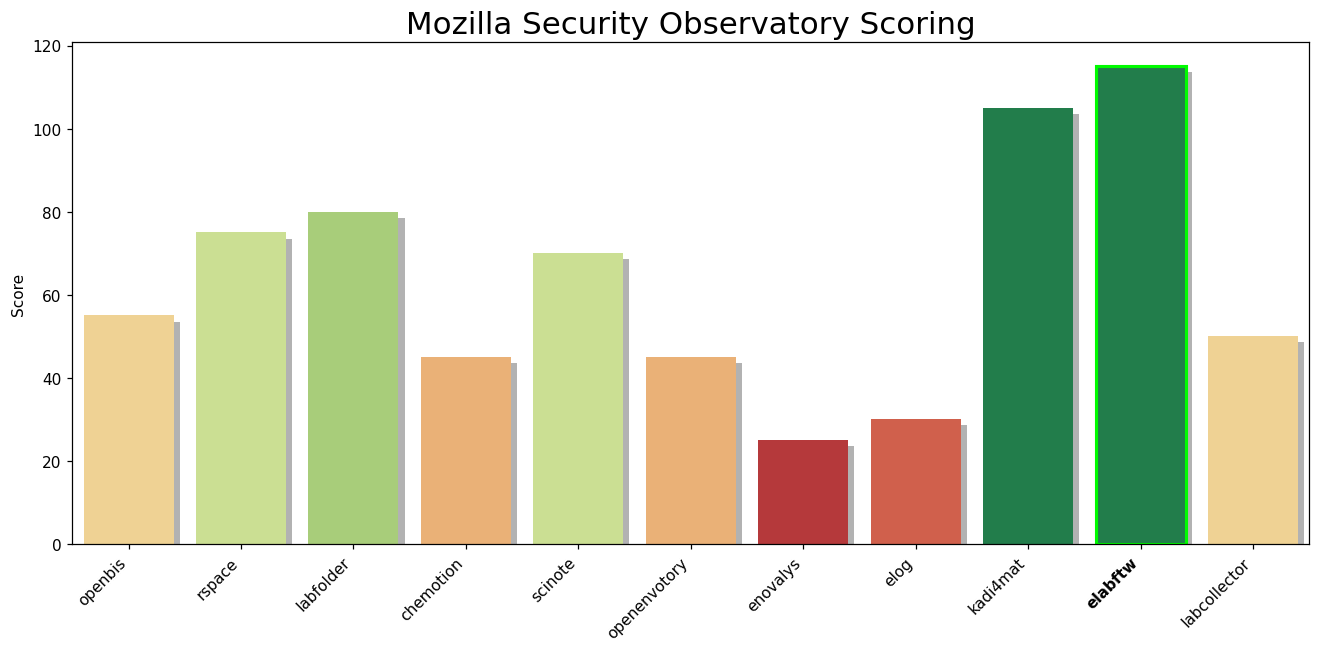 Mozilla Security Observatory Scoring
120
100
80
60
40
20
0
Score
openbis
rspace
labfolder
chemotion
scinote
openenvotory
enovalys
elog
kadi4mat
elabftw
labcollector